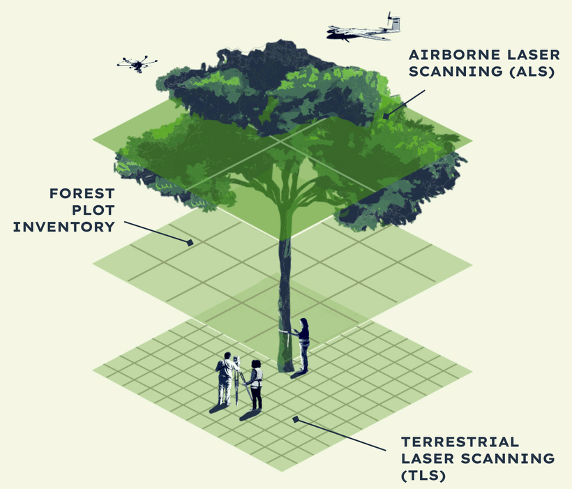 AIRBORNE LASER
SCANNING (ALS)
FOREST
PLOT
INVENTORY
TERRESTRIAL
LASER SCANNING
(TLS)